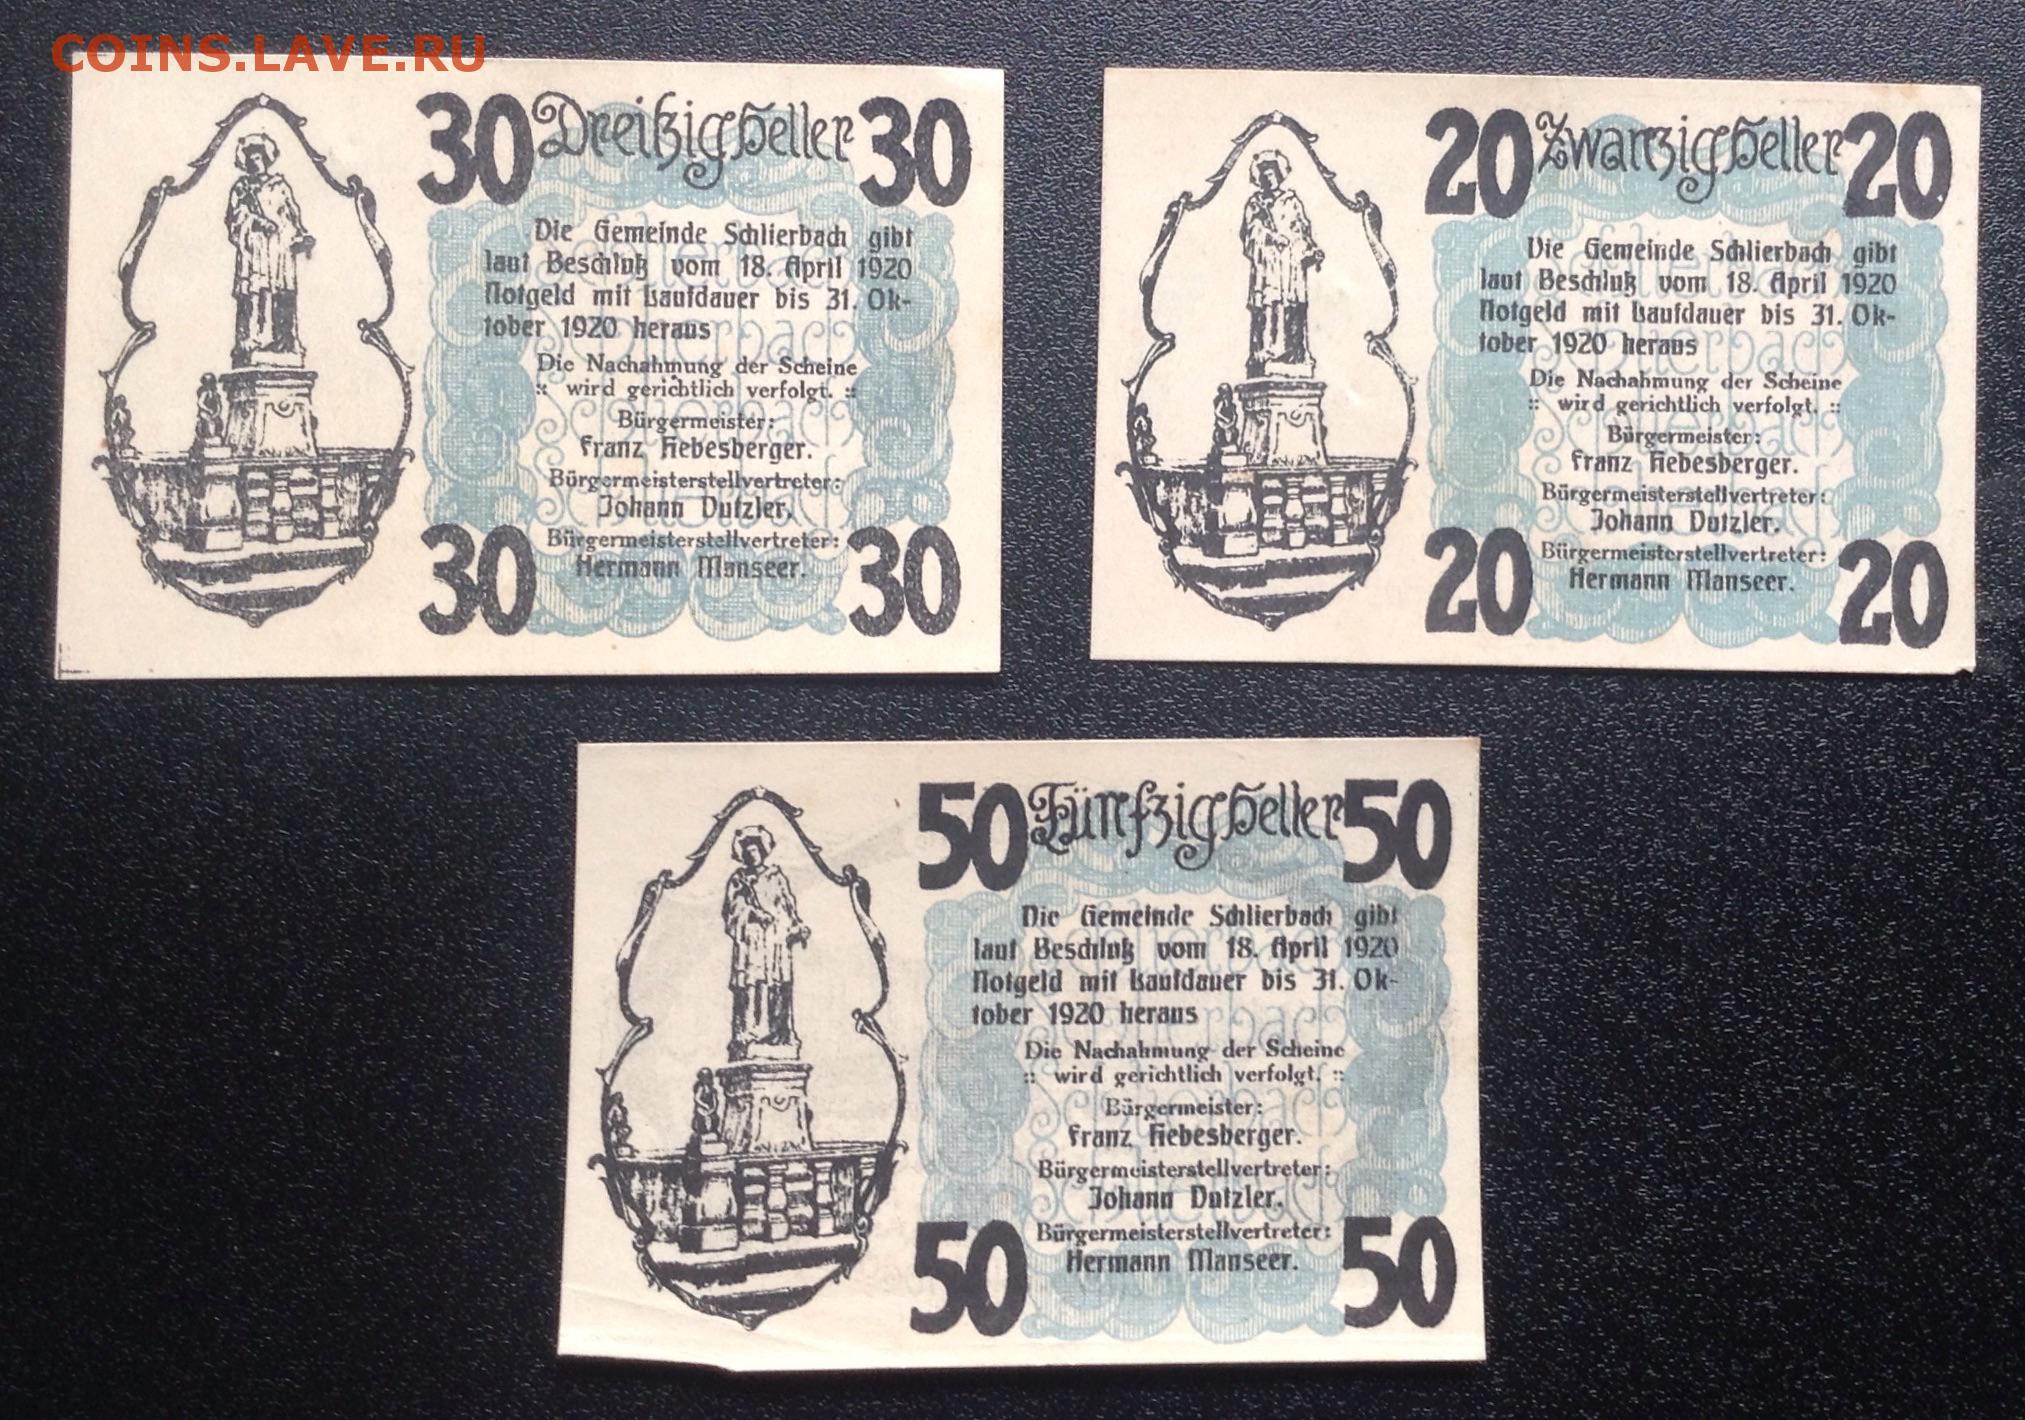 COINS.LAVE.RU
30 Dreißig Heller 30
Die Gemeinde Schlierbach gibt
laut Beschluß vom 18. April 1920
Notgeld mit Laufdauer bis 31. Ok-
tober 1920 heraus
Die Nachahmung der Scheine
:: wird gerichtlich verfolgt. ::
Bürgermeister:
Franz Hebesberger.
Bürgermeisterstellvertreter:
Johann Dutzler.
Bürgermeisterstellvertreter:
Hermann Manseer.
30 30
20 Zwanzig Heller 20
Die Gemeinde Schlierbach gibt
laut Beschluß vom 18. April 1920
Notgeld mit Laufdauer bis 31. Ok-
tober 1920 heraus
Die Nachahmung der Scheine
:: wird gerichtlich verfolgt. ::
Bürgermeister:
Franz Hebesberger.
Bürgermeisterstellvertreter:
Johann Dutzler.
Bürgermeisterstellvertreter:
Hermann Manseer.
20 20
50 Fünfzig Heller 50
Die Gemeinde Schlierbach gibt
laut Beschluß vom 18. April 1920
Notgeld mit Laufdauer bis 31. Ok-
tober 1920 heraus
Die Nachahmung der Scheine
:: wird gerichtlich verfolgt. ::
Bürgermeister:
Franz Hebesberger.
Bürgermeisterstellvertreter:
Johann Dutzler.
Bürgermeisterstellvertreter:
Hermann Manseer.
50 50